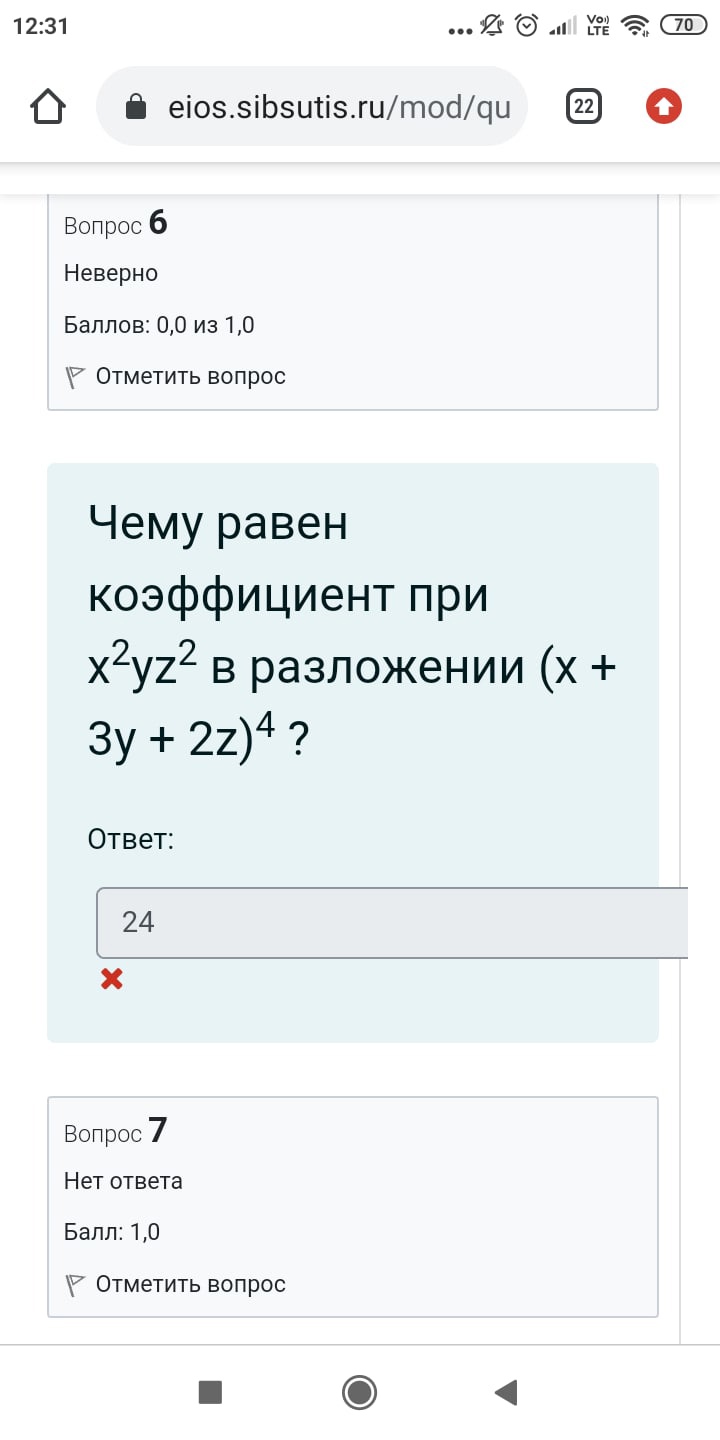 12:31
Vo)) LTE
70
eios.sibsutis.ru/mod/qu
22
Вопрос 6
Неверно
Баллов: 0,0 из 1,0
Отметить вопрос
Чему равен
коэффициент при
x²yz² в разложении (x +
3y + 2z)⁴ ?
Ответ:
24
Вопрос 7
Нет ответа
Балл: 1,0
Отметить вопрос